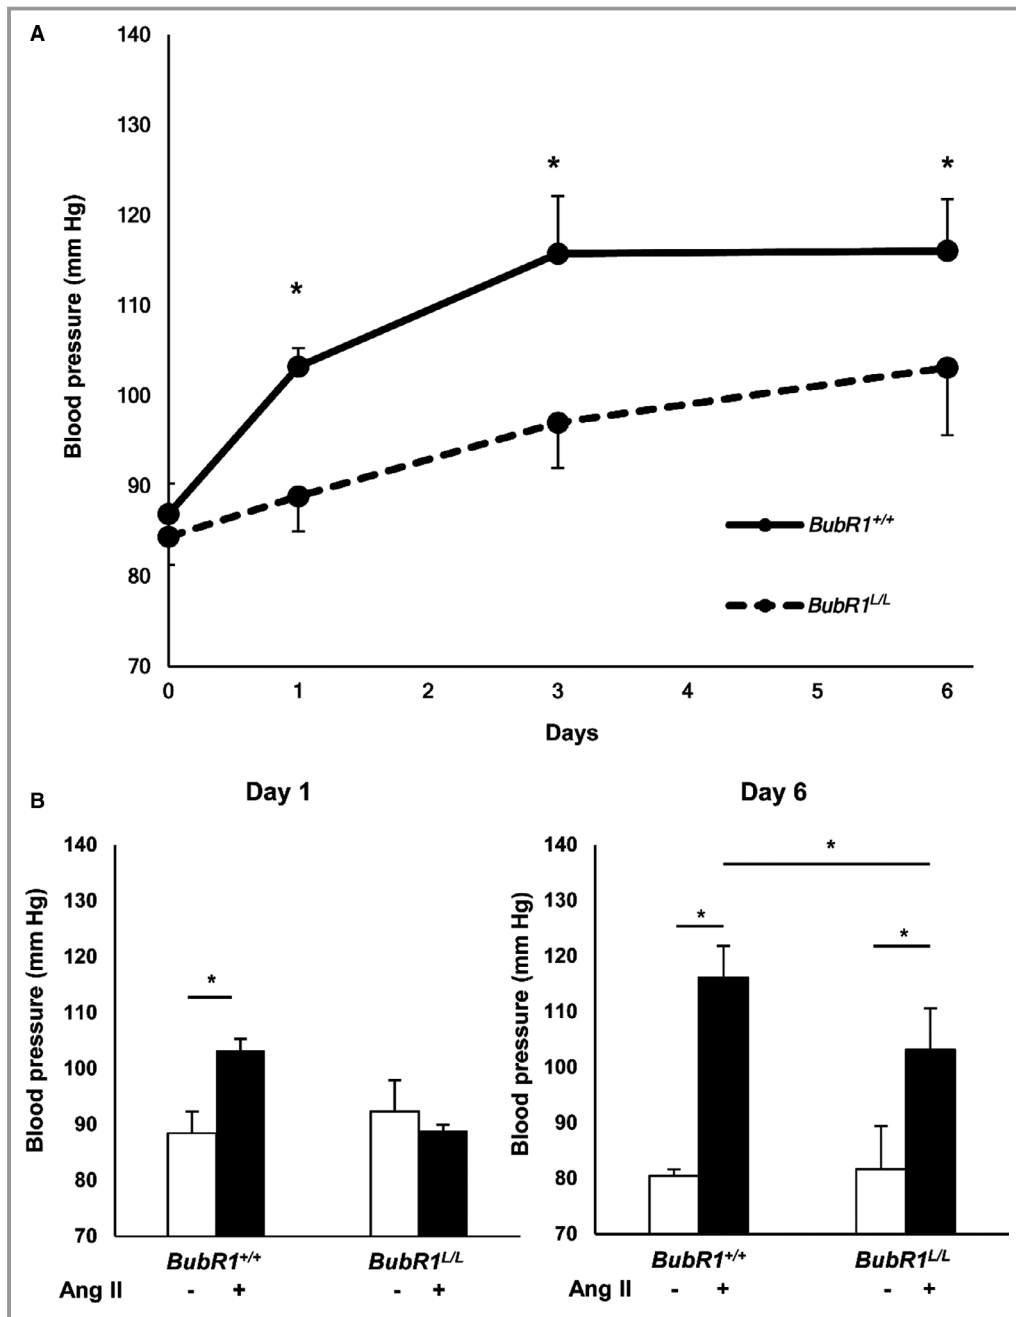 A
140
130
120
110
100
90
80
70
Blood pressure (mm Hg)
*
*
*
BubR1+/+
BubR1L/L
0 1 2 3 4 5 6
Days
B
Day 1
140
130
120
110
100
90
80
70
Blood pressure (mm Hg)
*
BubR1+/+ BubR1L/L
Ang II - + - +
Day 6
140
130
120
110
100
90
80
70
Blood pressure (mm Hg)
*
*
*
BubR1+/+ BubR1L/L
Ang II - + - +